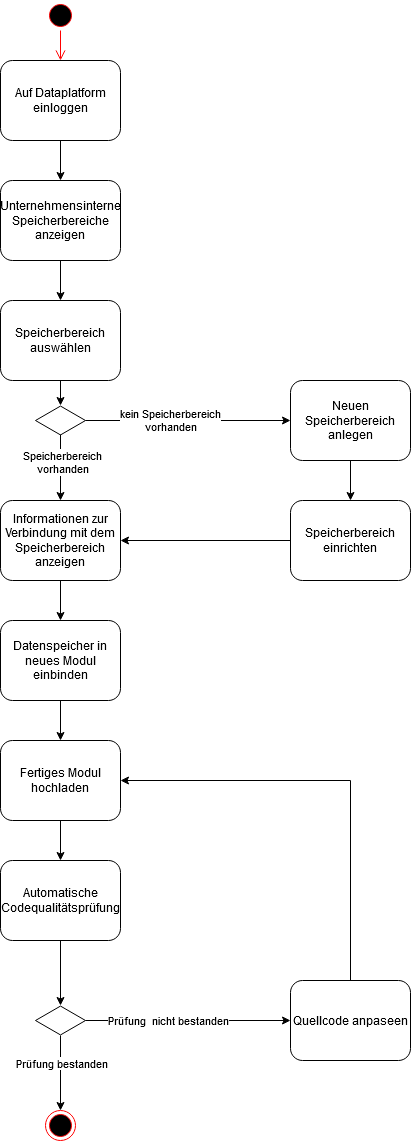 Auf Dataplatform
einloggen
Unternehmensinterne
Speicherbereiche
anzeigen
Speicherbereich
auswählen
kein Speicherbereich
vorhanden
Neuen
Speicherbereich
anlegen
Speicherbereich
vorhanden
Informationen zur
Verbindung mit dem
Speicherbereich
anzeigen
Speicherbereich
einrichten
Datenspeicher in
neues Modul
einbinden
Fertiges Modul
hochladen
Automatische
Codequalitätsprüfung
Prüfung nicht bestanden
Quellcode anpaseen
Prüfung bestanden